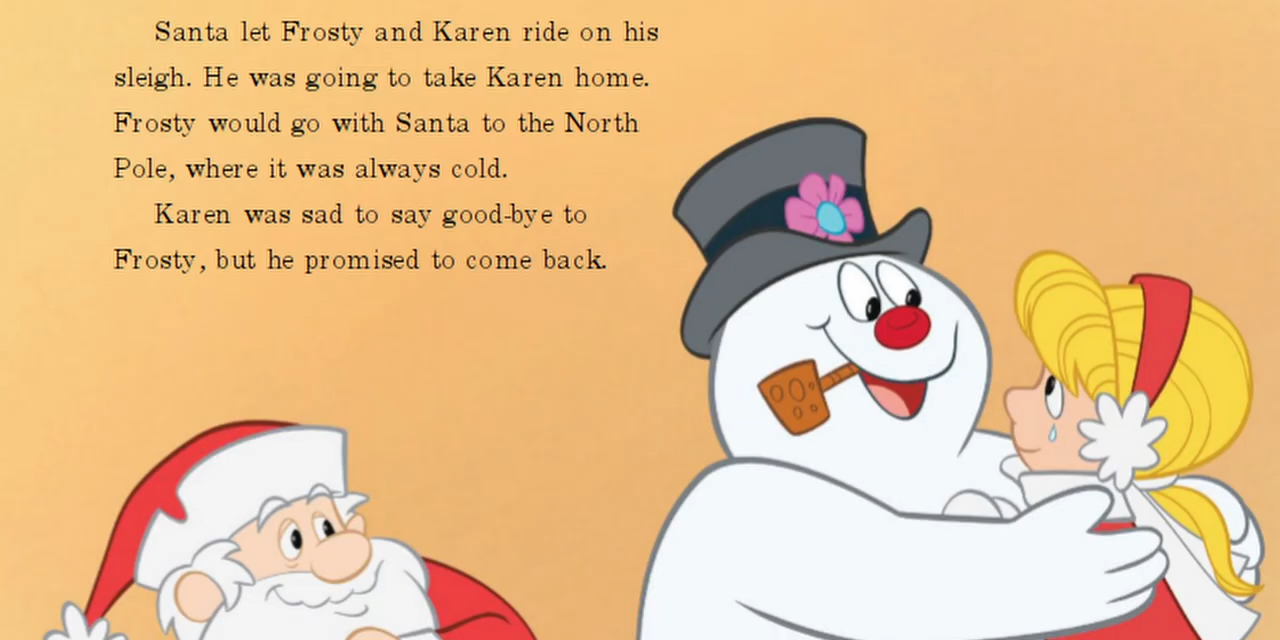 Santa let Frosty and Karen ride on his
sleigh. He was going to take Karen home.
Frosty would go with Santa to the North
Pole, where it was always cold.
Karen was sad to say good-bye to
Frosty, but he promised to come back.